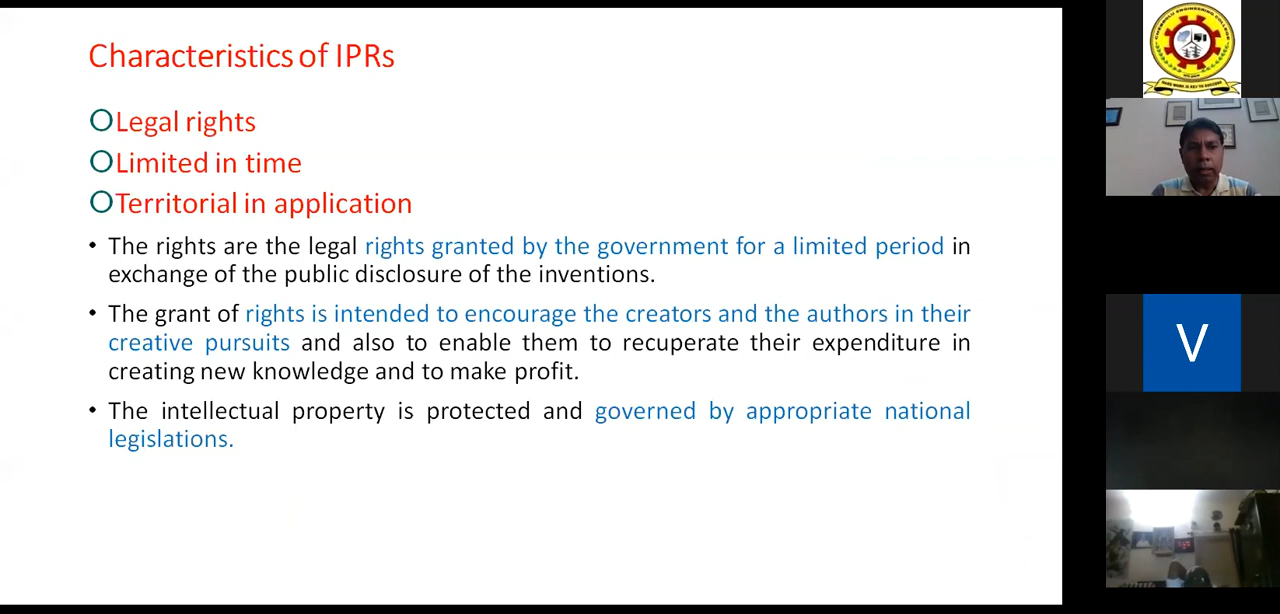 Characteristics of IPRs
Legal rights
Limited in time
Territorial in application
• The rights are the legal rights granted by the government for a limited period in
exchange of the public disclosure of the inventions.
• The grant of rights is intended to encourage the creators and the authors in their
creative pursuits and also to enable them to recuperate their expenditure in
creating new knowledge and to make profit.
• The intellectual property is protected and governed by appropriate national
legislations.
V